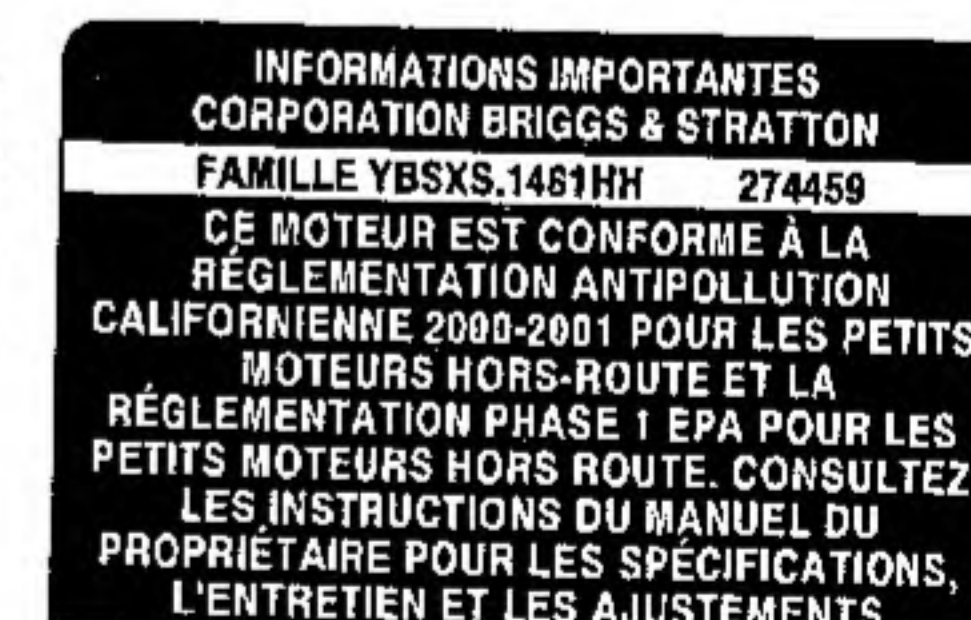 INFORMATIONS IMPORTANTES
CORPORATION BRIGGS & STRATTON
FAMILLE YBSXS.1461HH 274459
CE MOTEUR EST CONFORME À LA
RÉGLEMENTATION ANTIPOLLUTION
CALIFORNIENNE 2000-2001 POUR LES PETITS
MOTEURS HORS-ROUTE ET LA
RÉGLEMENTATION PHASE 1 EPA POUR LES
PETITS MOTEURS HORS ROUTE. CONSULTEZ
LES INSTRUCTIONS DU MANUEL DU
PROPRIÉTAIRE POUR LES SPÉCIFICATIONS,
L'ENTRETIEN ET LES AJUSTEMENTS